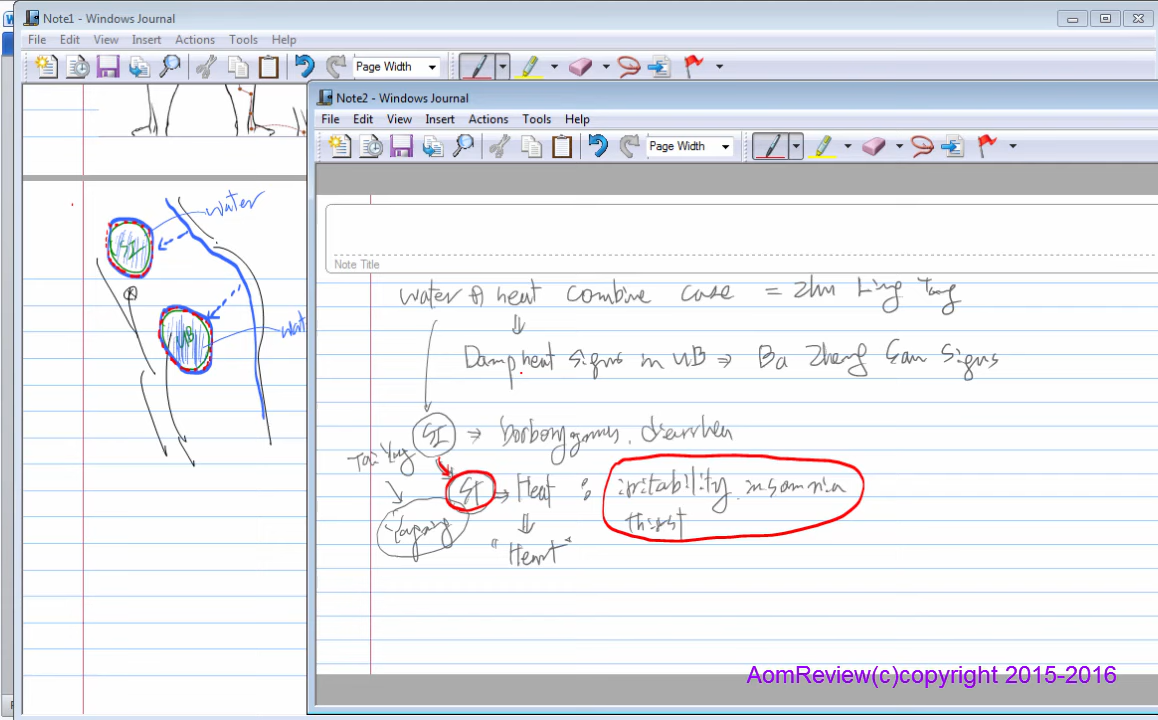 Note1 - Windows Journal
File Edit View Insert Actions Tools Help
Page Width
Note2 - Windows Journal
File Edit View Insert Actions Tools Help
Page Width
Note Title
water
SI
UB
wat
water & heat combine case = Zhu Ling Tang
Damp heat signs in UB ⇒ Ba Zheng San Signs
SI ⇒ borborygmus, diarrhea
Tai Yang
ST ⇒ Heat : irritability, insomnia
thirst
Yangming
"Heart"
AomReview(c)copyright 2015-2016